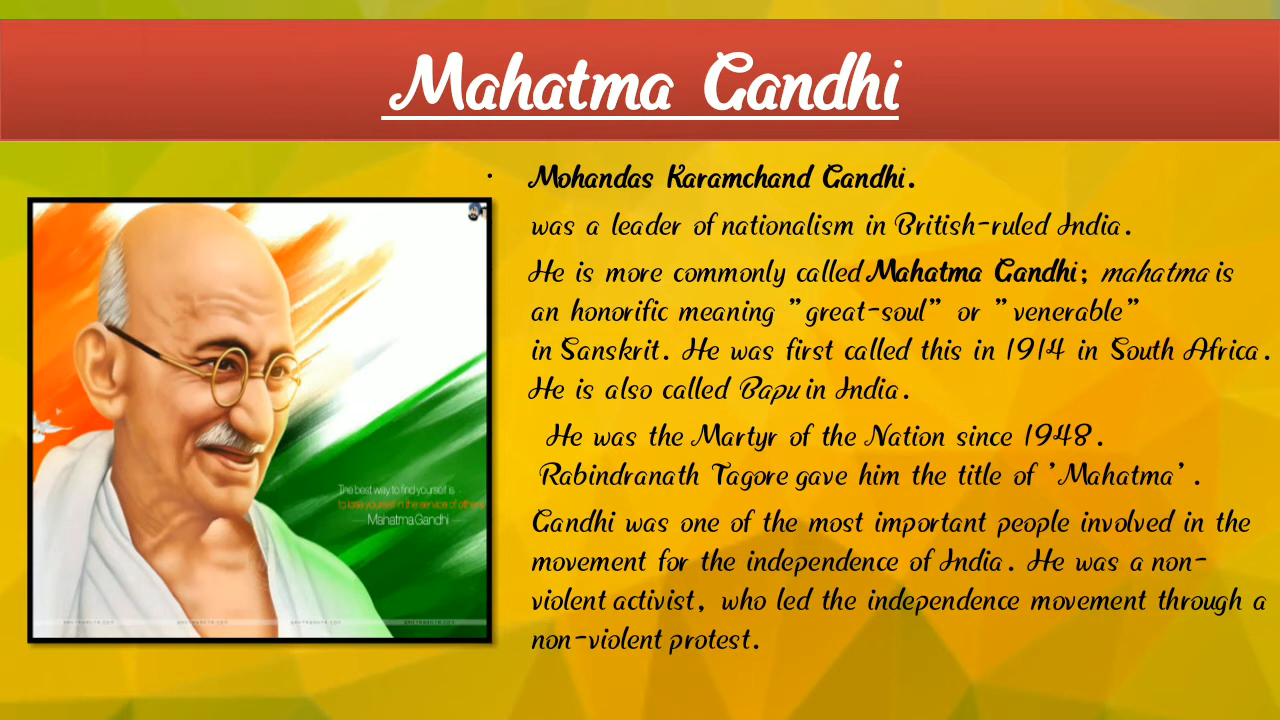 Mahatma Gandhi
• Mohandas Karamchand Gandhi.
was a leader of nationalism in British-ruled India.
He is more commonly called Mahatma Gandhi; mahatma is
an honorific meaning "great-soul" or "venerable"
in Sanskrit. He was first called this in 1914 in South Africa.
He is also called Bapu in India.
He was the Martyr of the Nation since 1948.
Rabindranath Tagore gave him the title of 'Mahatma'.
Gandhi was one of the most important people involved in the
movement for the independence of India. He was a non-
violent activist, who led the independence movement through a
non-violent protest.
The best way to find yourself is
to lose yourself in the service of others
Mahatma Gandhi